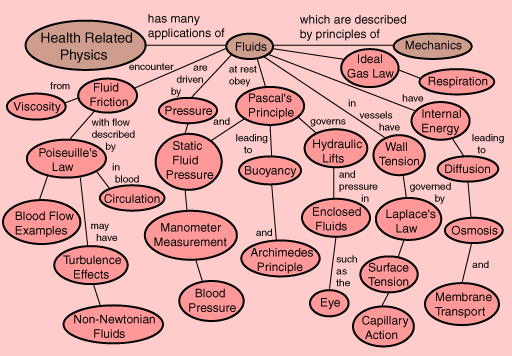 Health Related
Physics
has many
applications of
Fluids
which are described
by principles of
Mechanics
Ideal
Gas Law
Respiration
encounter
are
driven
by
at rest
obey
from
Viscosity
Fluid
Friction
Pressure
and
Pascal's
Principle
in
vessels
have
have
Internal
Energy
with flow
described
by
Static
Fluid
Pressure
leading
to
governs
Hydraulic
Lifts
Wall
Tension
leading
to
Poiseuille's
Law
in
blood
Circulation
Buoyancy
and
pressure
in
governed
by
Diffusion
Blood Flow
Examples
may
have
Manometer
Measurement
and
Enclosed
Fluids
Laplace's
Law
Osmosis
Turbulence
Effects
Archimedes
Principle
such
as
the
Surface
Tension
and
Non-Newtonian
Fluids
Blood
Pressure
Eye
Capillary
Action
Membrane
Transport